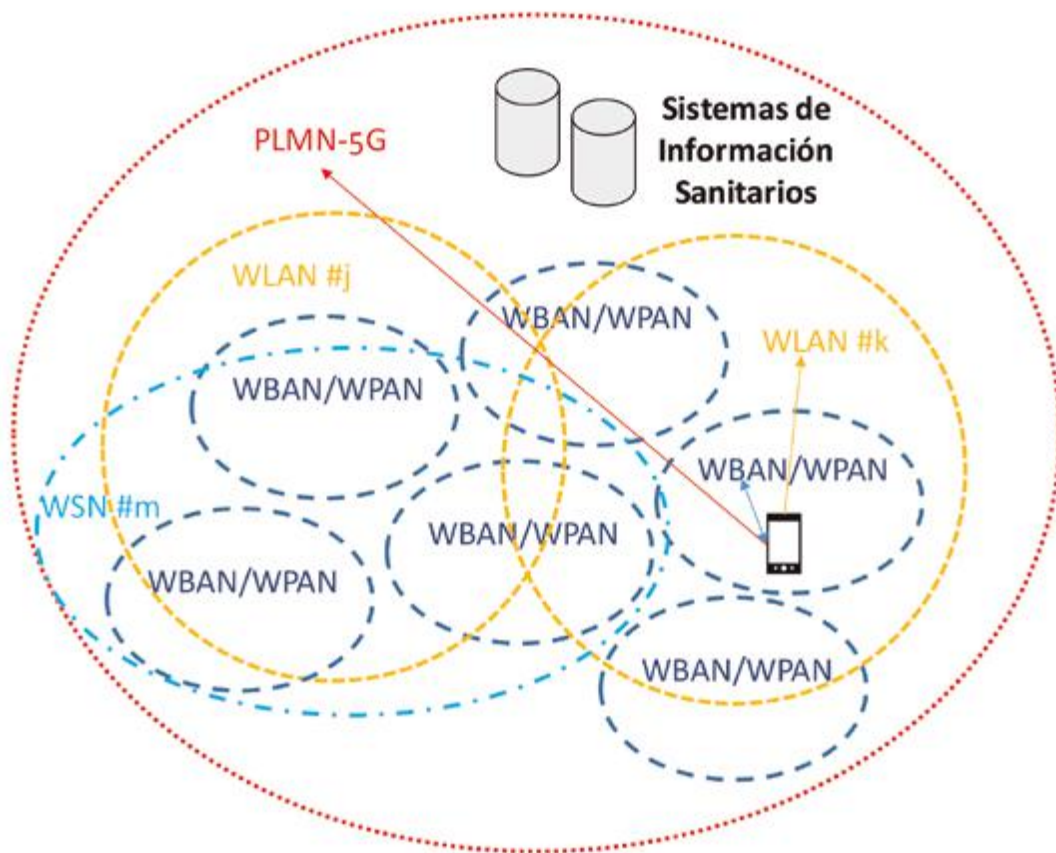 Sistemas de
Información
Sanitarios
PLMN-5G
WLAN #j
WBAN/WPAN
WLAN #k
WBAN/WPAN
WBAN/WPAN
WSN #m
WBAN/WPAN
WBAN/WPAN
WBAN/WPAN